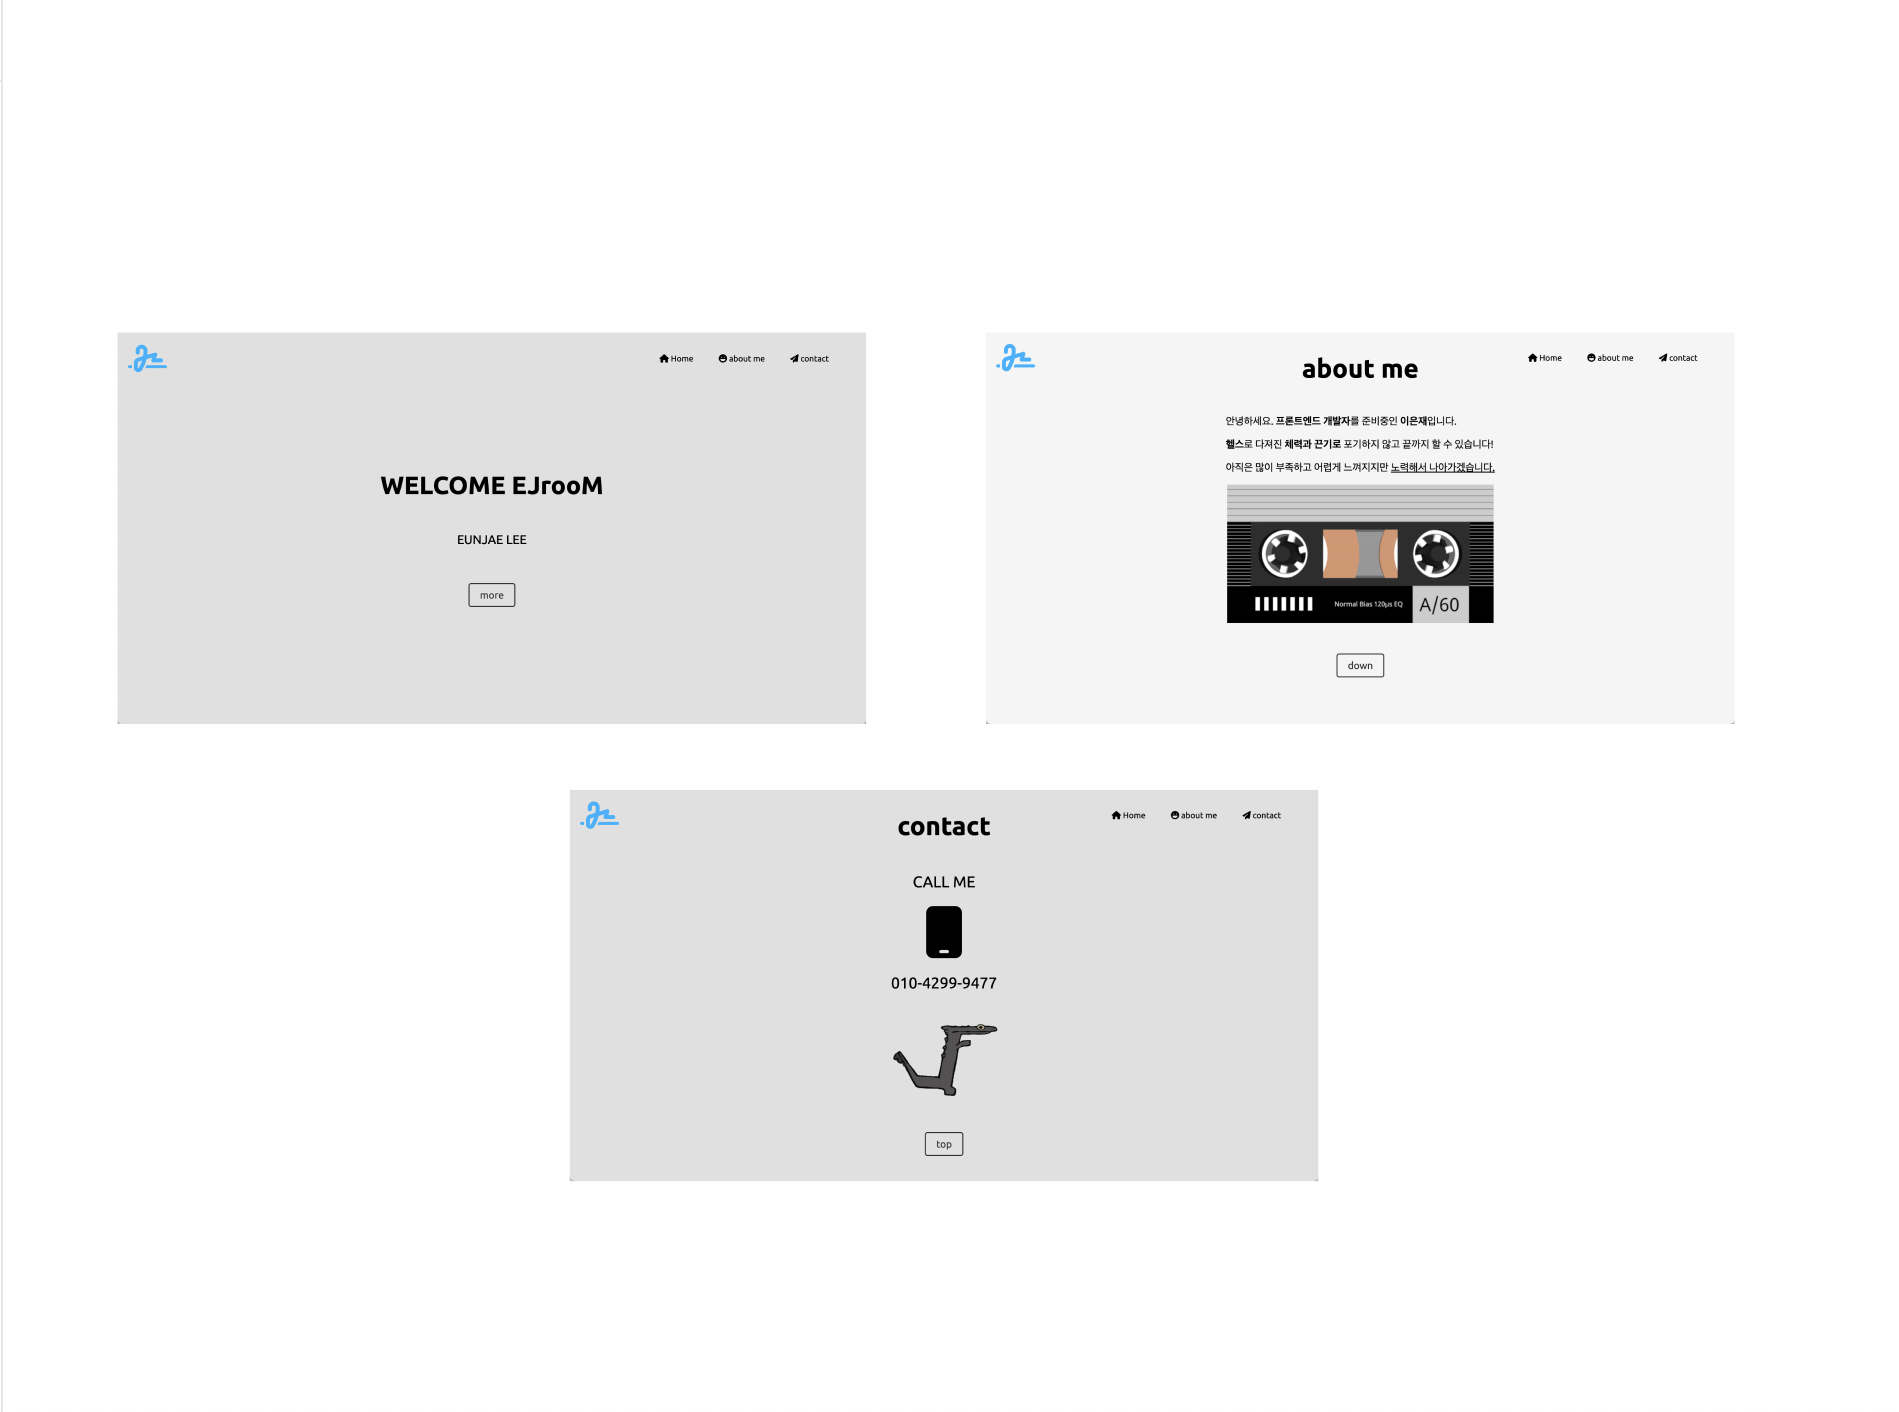 Home about me contact
WELCOME EJrooM
EUNJAE LEE
more
Home about me contact
about me
안녕하세요. 프론트엔드 개발자를 준비중인 이은재입니다.
헬스로 다져진 체력과 끈기로 포기하지 않고 끝까지 할 수 있습니다!
아직은 많이 부족하고 어렵게 느껴지지만 노력해서 나아가겠습니다.
Normal Bias 120μs EQ
A/60
down
Home about me contact
contact
CALL ME
010-4299-9477
top